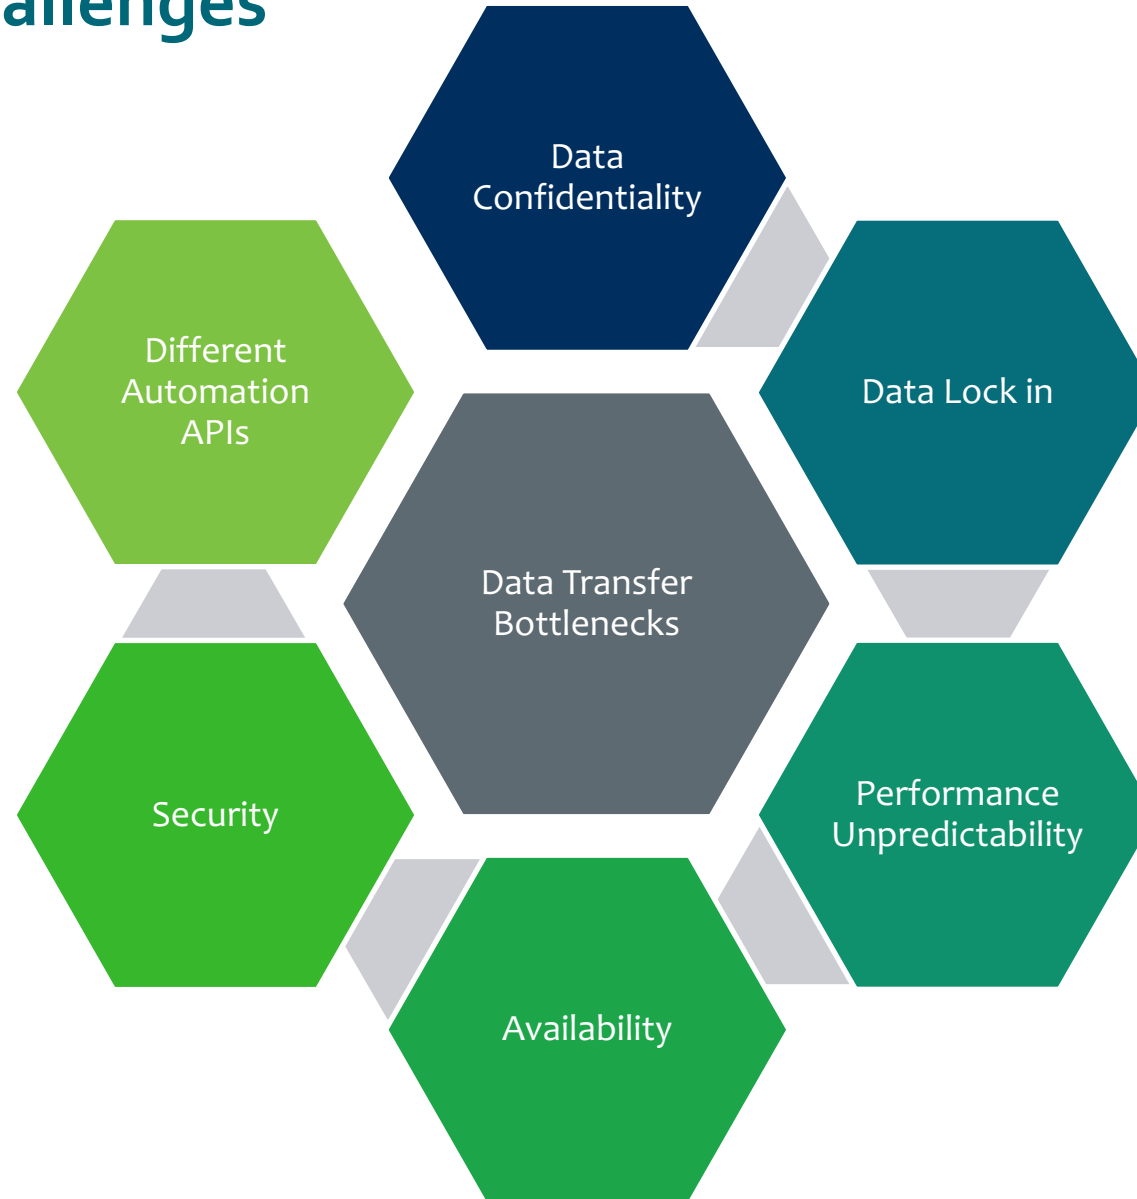 allenges
Data
Confidentiality
Different
Automation
APIs
Data Lock in
Data Transfer
Bottlenecks
Security
Performance
Unpredictability
Availability